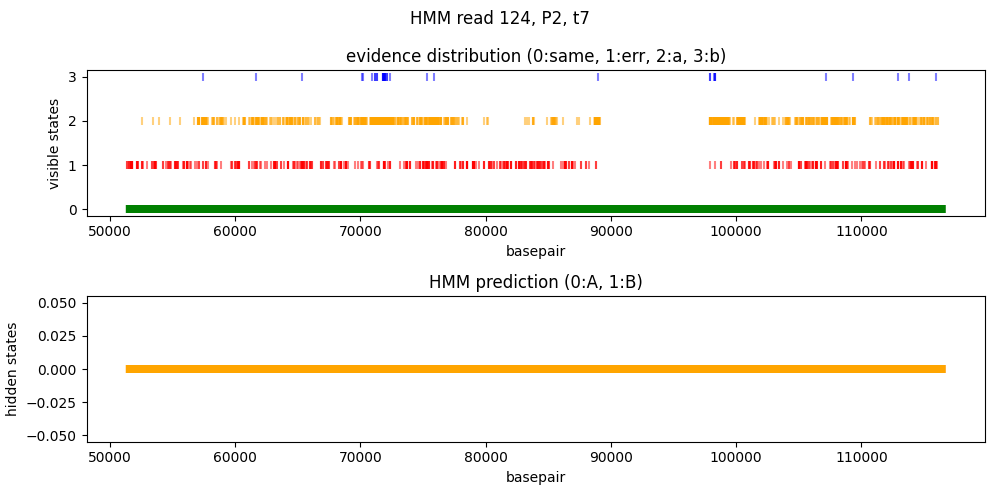 HMM read 124, P2, t7
evidence distribution (0:same, 1:err, 2:a, 3:b)
visible states
3
2
1
0
50000 60000 70000 80000 90000 100000 110000
basepair
HMM prediction (0:A, 1:B)
hidden states
0.050
0.025
0.000
−0.025
−0.050
50000 60000 70000 80000 90000 100000 110000
basepair